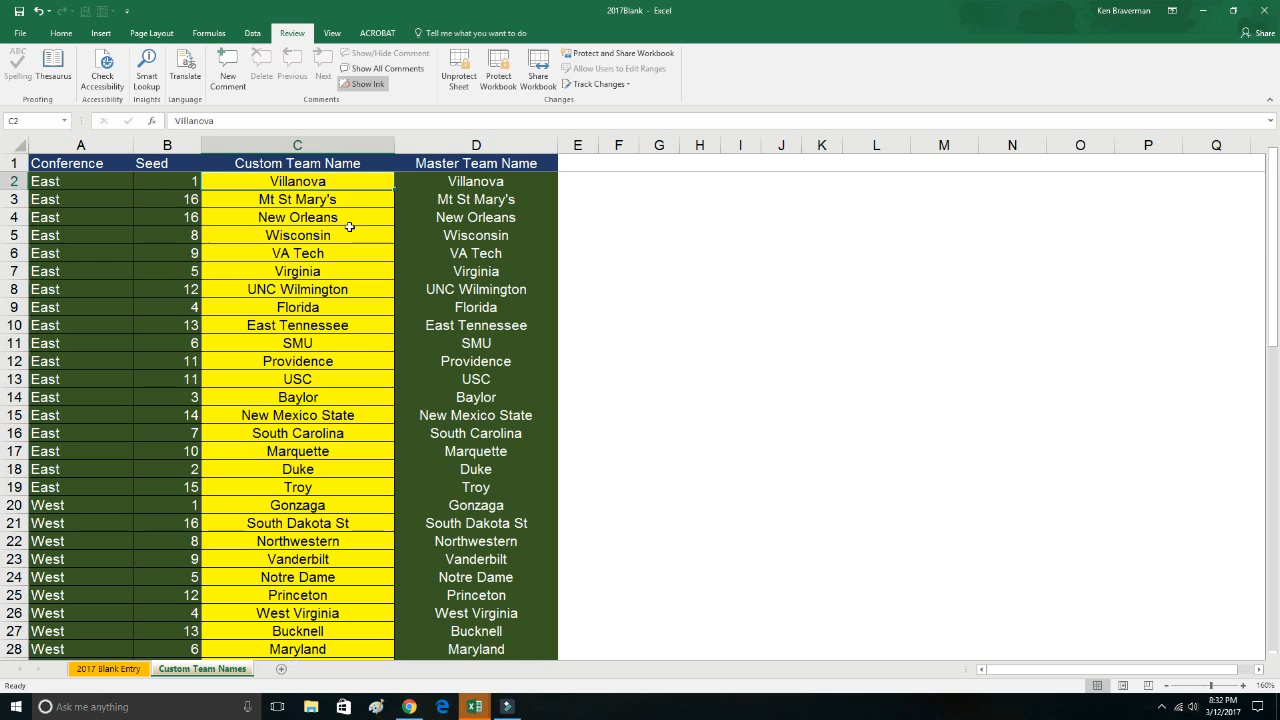 2017Blank - Excel
Ken Braverman
File Home Insert Page Layout Formulas Data Review View ACROBAT Tell me what you want to do Share
ABC
Spelling Thesaurus
Proofing
Check Accessibility
Accessibility
Smart Lookup
Insights
Translate
Language
New Comment Delete Previous Next
Show/Hide Comment
Show All Comments
Show Ink
Comments
Unprotect Sheet Protect Workbook Share Workbook
Protect and Share Workbook
Allow Users to Edit Ranges
Track Changes
Changes
C2 fx Villanova
A B C D E F G H I J K L M N O P Q
1 Conference Seed Custom Team Name Master Team Name
2 East 1 Villanova Villanova
3 East 16 Mt St Mary's Mt St Mary's
4 East 16 New Orleans New Orleans
5 East 8 Wisconsin Wisconsin
6 East 9 VA Tech VA Tech
7 East 5 Virginia Virginia
8 East 12 UNC Wilmington UNC Wilmington
9 East 4 Florida Florida
10 East 13 East Tennessee East Tennessee
11 East 6 SMU SMU
12 East 11 Providence Providence
13 East 11 USC USC
14 East 3 Baylor Baylor
15 East 14 New Mexico State New Mexico State
16 East 7 South Carolina South Carolina
17 East 10 Marquette Marquette
18 East 2 Duke Duke
19 East 15 Troy Troy
20 West 1 Gonzaga Gonzaga
21 West 16 South Dakota St South Dakota St
22 West 8 Northwestern Northwestern
23 West 9 Vanderbilt Vanderbilt
24 West 5 Notre Dame Notre Dame
25 West 12 Princeton Princeton
26 West 4 West Virginia West Virginia
27 West 13 Bucknell Bucknell
28 West 6 Maryland Maryland
2017 Blank Entry Custom Team Names
Ready 160%
Ask me anything 8:32 PM
3/12/2017